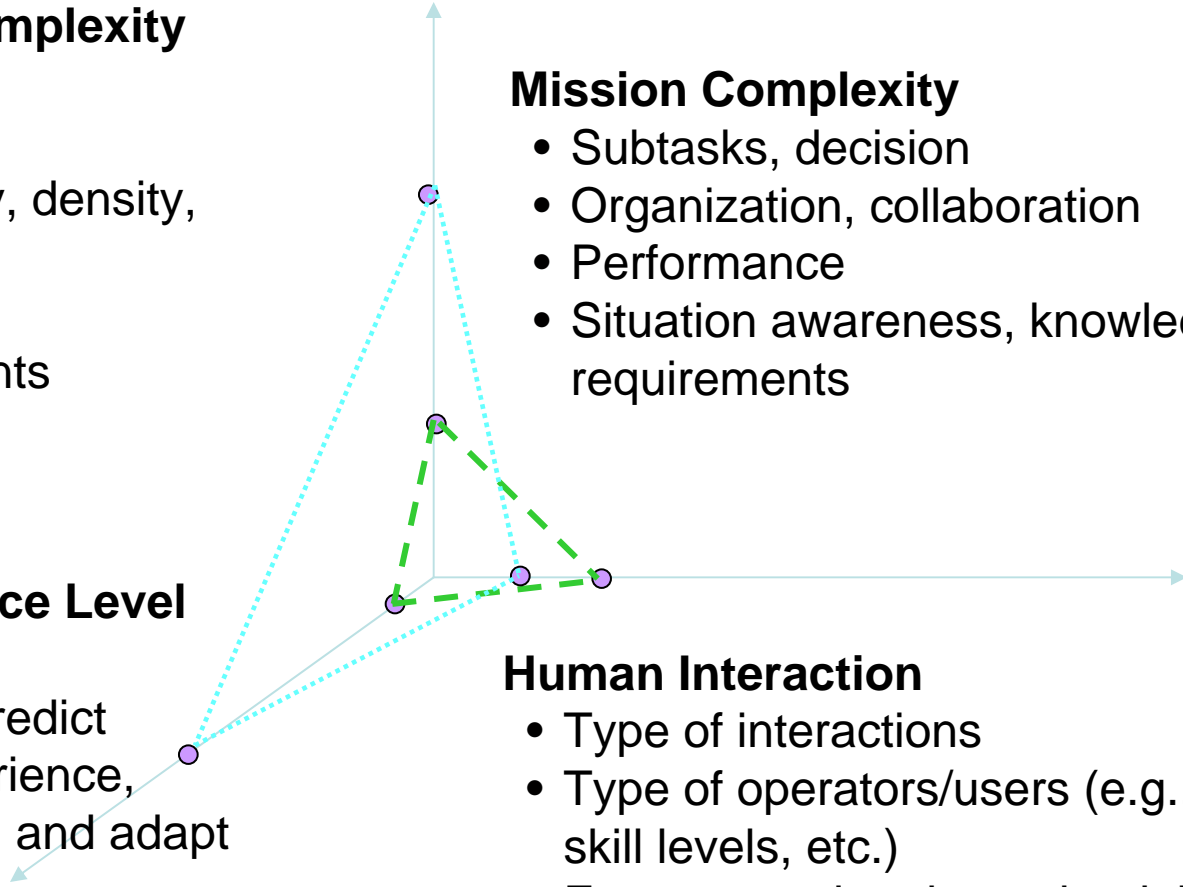 mplexity
, density,
nts
Mission Complexity
• Subtasks, decision
• Organization, collaboration
• Performance
• Situation awareness, knowle
requirements
ce Level
redict
rience,
and adapt
Human Interaction
• Type of interactions
• Type of operators/users (e.g.
skill levels, etc.)